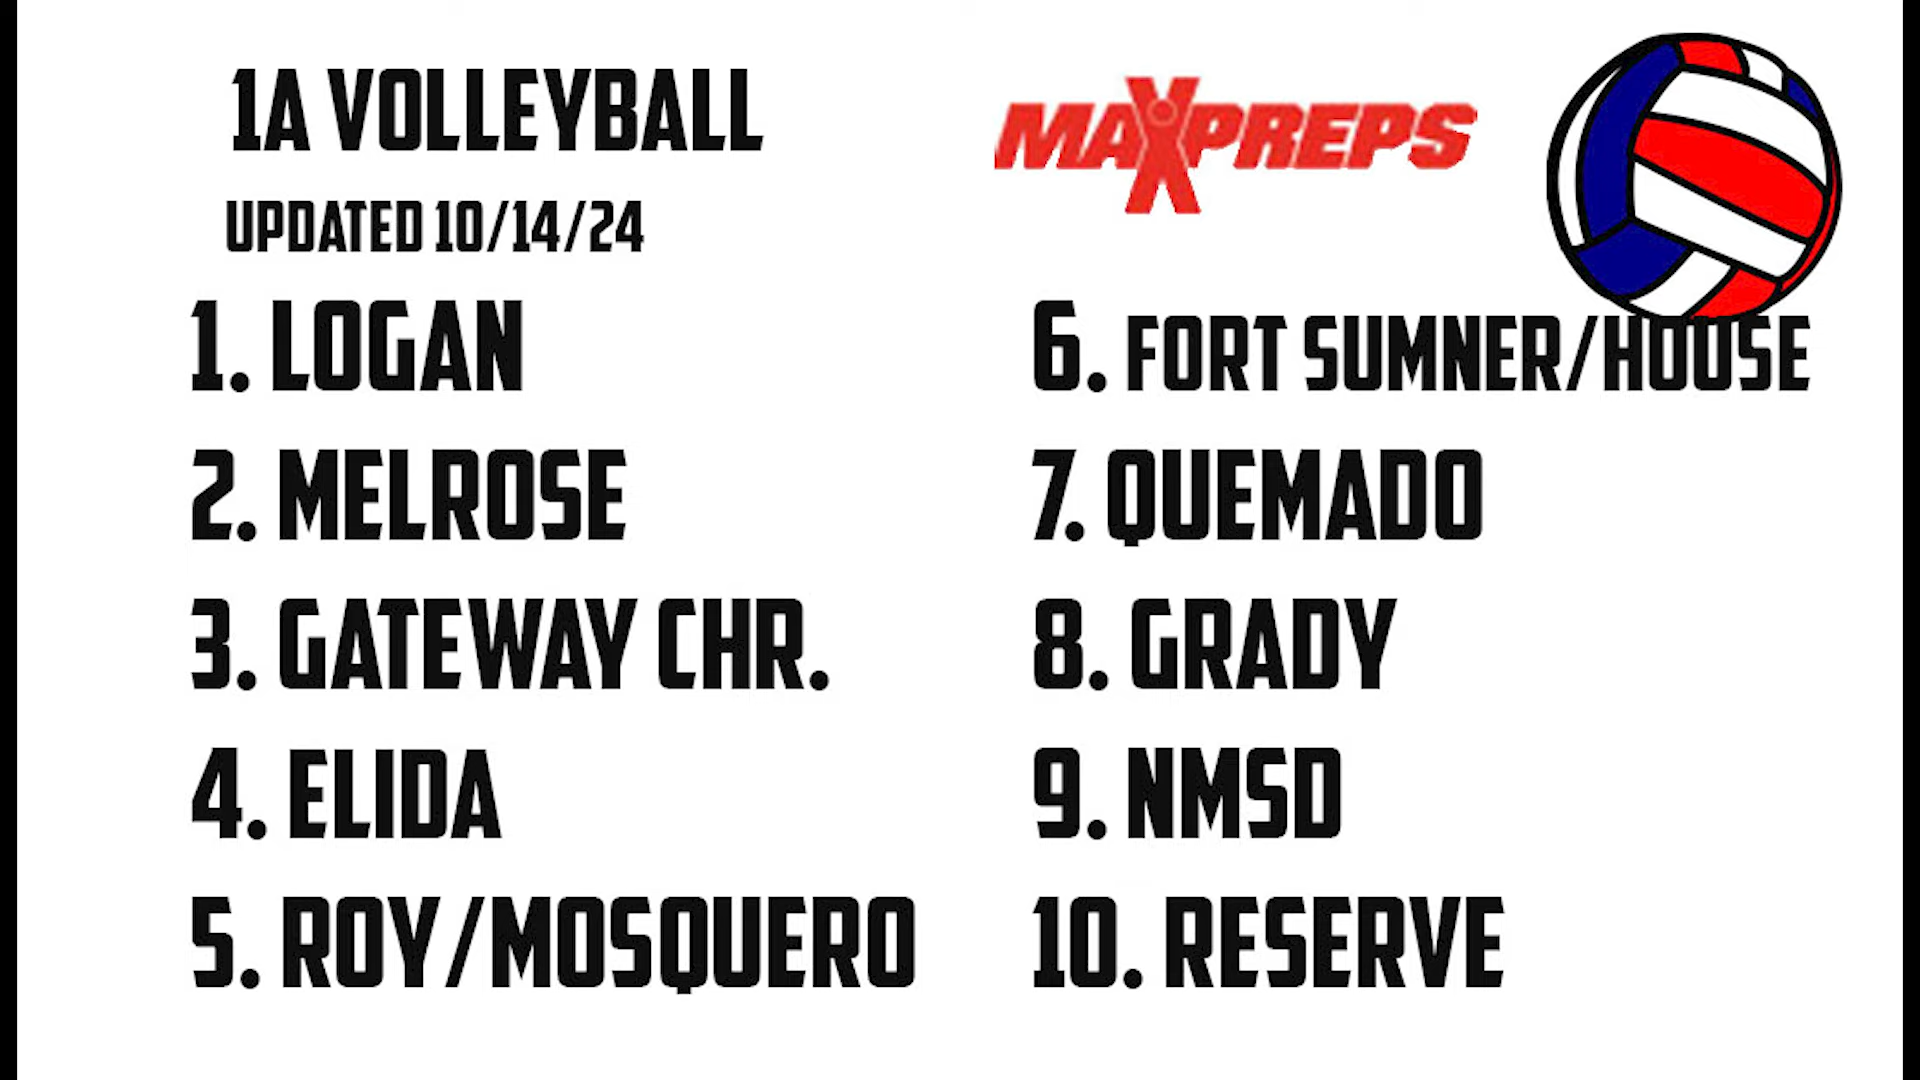 1A VOLLEYBALL
MAXPREPS
UPDATED 10/14/24
1. LOGAN
2. MELROSE
3. GATEWAY CHR.
4. ELIDA
5. ROY/MOSQUERO
6. FORT SUMNER/HOUSE
7. QUEMADO
8. GRADY
9. NMSD
10. RESERVE